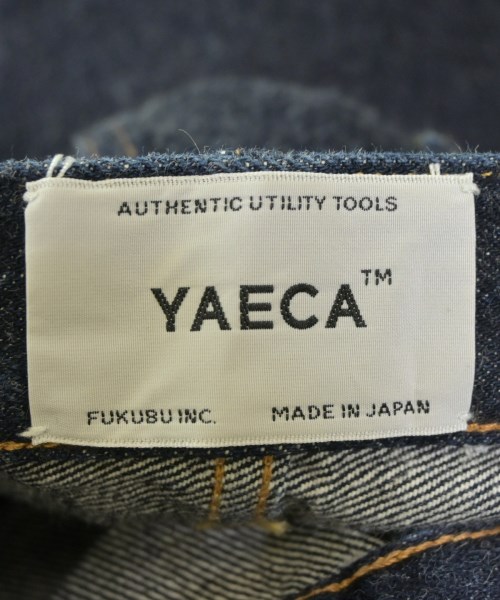 AUTHENTIC UTILITY TOOLS
YAECA™
FUKUBU INC. MADE IN JAPAN